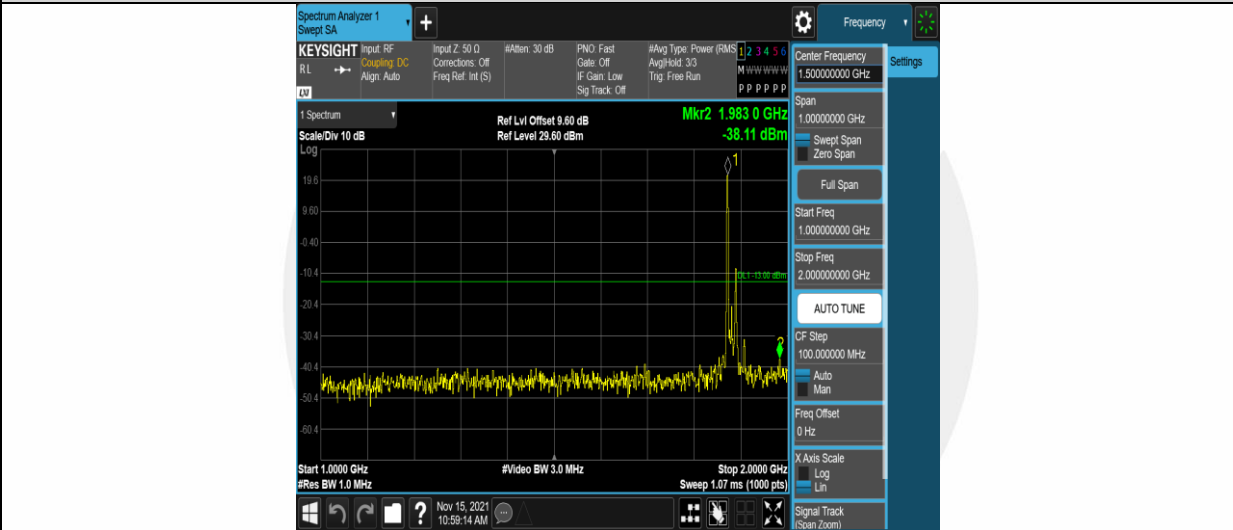 Spectrum Analyzer 1
Swept SA
+
Frequency
KEYSIGHT
RL
LXI
Input: RF
Coupling: DC
Align: Auto
Input Z: 50 Ω
Corrections: Off
Freq Ref: Int (S)
#Atten: 30 dB
PNO: Fast
Gate: Off
IF Gain: Low
Sig Track: Off
#Avg Type: Power (RMS
Avg|Hold: 3/3
Trig: Free Run
1 2 3 4 5 6
M W W W W W
P P P P P P
1 Spectrum
Scale/Div 10 dB
Log
Ref Lvl Offset 9.60 dB
Ref Level 29.60 dBm
Mkr2 1.983 0 GHz
-38.11 dBm
1
19.6
9.60
-0.40
-10.4
DL1 -13.00 dBm
-20.4
-30.4
2
-40.4
-50.4
-60.4
Start 1.0000 GHz
#Res BW 1.0 MHz
#Video BW 3.0 MHz
Stop 2.0000 GHz
Sweep 1.07 ms (1000 pts)
?
Nov 15, 2021
10:59:14 AM
Center Frequency
1.500000000 GHz
Settings
Span
1.00000000 GHz
Swept Span
Zero Span
Full Span
Start Freq
1.000000000 GHz
Stop Freq
2.000000000 GHz
AUTO TUNE
CF Step
100.000000 MHz
Auto
Man
Freq Offset
0 Hz
X Axis Scale
Log
Lin
Signal Track
(Span Zoom)